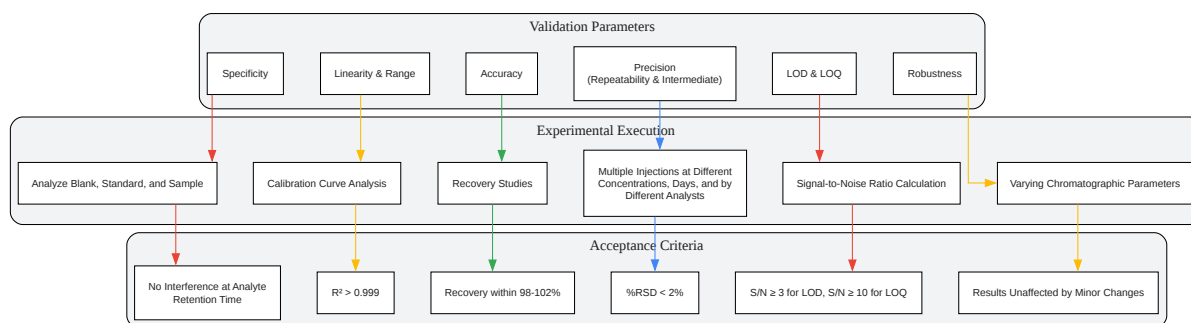 Validation Parameters
Specificity
Linearity & Range
Accuracy
Precision
(Repeatability & Intermediate)
LOD & LOQ
Robustness
Experimental Execution
Analyze Blank, Standard, and Sample
Calibration Curve Analysis
Recovery Studies
Multiple Injections at Different
Concentrations, Days, and by
Different Analysts
Signal-to-Noise Ratio Calculation
Varying Chromatographic Parameters
Acceptance Criteria
No Interference at Analyte
Retention Time
R² > 0.999
Recovery within 98-102%
%RSD < 2%
S/N ≥ 3 for LOD, S/N ≥ 10 for LOQ
Results Unaffected by Minor Changes